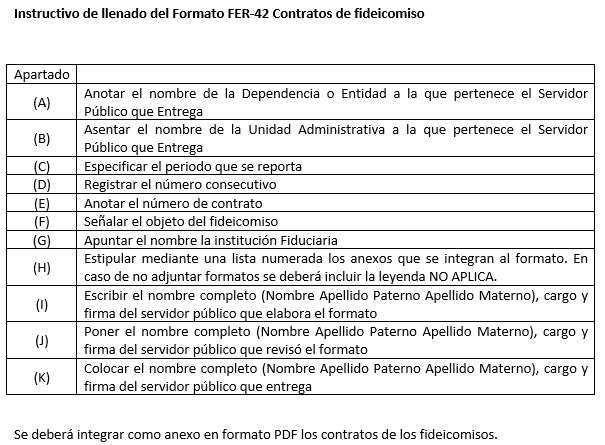 Instructivo de llenado del Formato FER-42 Contratos de fideicomiso
Apartado
(A) Anotar el nombre de la Dependencia o Entidad a la que pertenece el Servidor
Público que Entrega
(B) Asentar el nombre de la Unidad Administrativa a la que pertenece el Servidor
Público que Entrega
(C) Especificar el periodo que se reporta
(D) Registrar el número consecutivo
(E) Anotar el número de contrato
(F) Señalar el objeto del fideicomiso
(G) Apuntar el nombre la institución Fiduciaria
(H) Estipular mediante una lista numerada los anexos que se integran al formato. En
caso de no adjuntar formatos se deberá incluir la leyenda NO APLICA.
(I) Escribir el nombre completo (Nombre Apellido Paterno Apellido Materno), cargo y
firma del servidor público que elabora el formato
(J) Poner el nombre completo (Nombre Apellido Paterno Apellido Materno), cargo y
firma del servidor público que revisó el formato
(K) Colocar el nombre completo (Nombre Apellido Paterno Apellido Materno), cargo y
firma del servidor público que entrega
Se deberá integrar como anexo en formato PDF los contratos de los fideicomisos.